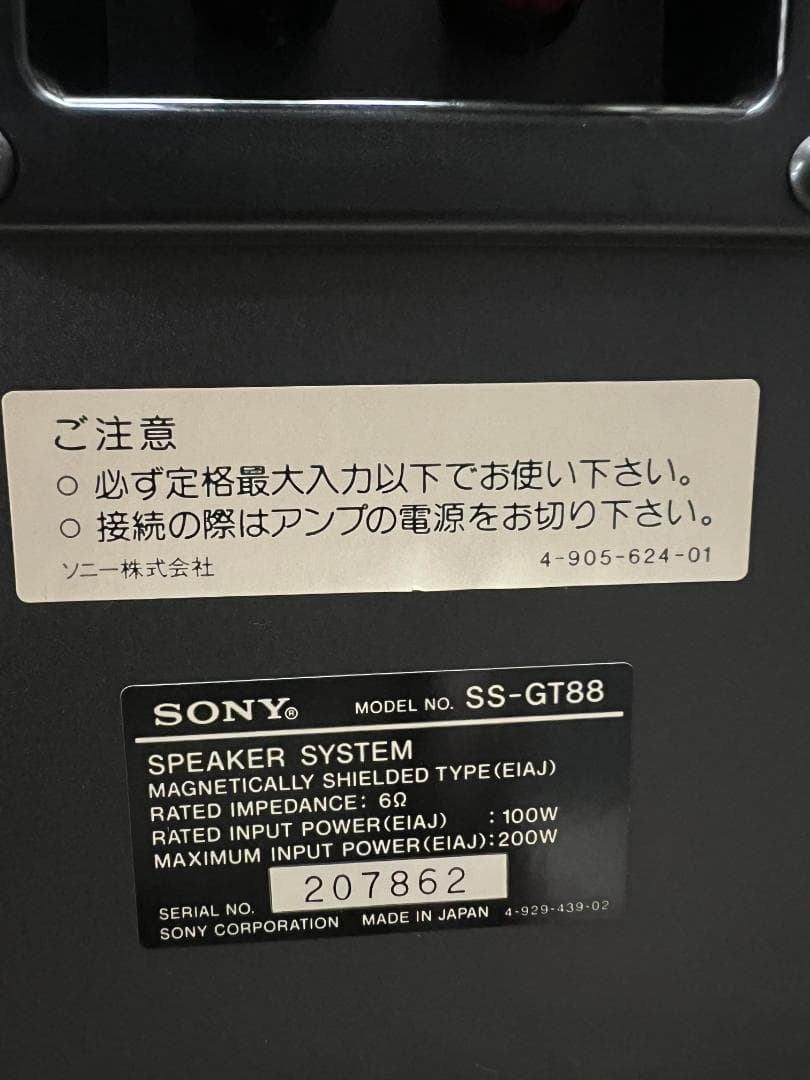 ご注意
○ 必ず定格最大入力以下でお使い下さい。
○ 接続の際はアンプの電源をお切り下さい。
ソニー株式会社 4-905-624-01
SONY® MODEL NO. SS-GT88
SPEAKER SYSTEM
MAGNETICALLY SHIELDED TYPE(EIAJ)
RATED IMPEDANCE: 6Ω
RATED INPUT POWER(EIAJ) :100W
MAXIMUM INPUT POWER(EIAJ):200W
SERIAL NO. 207862
SONY CORPORATION MADE IN JAPAN 4-929-439-02